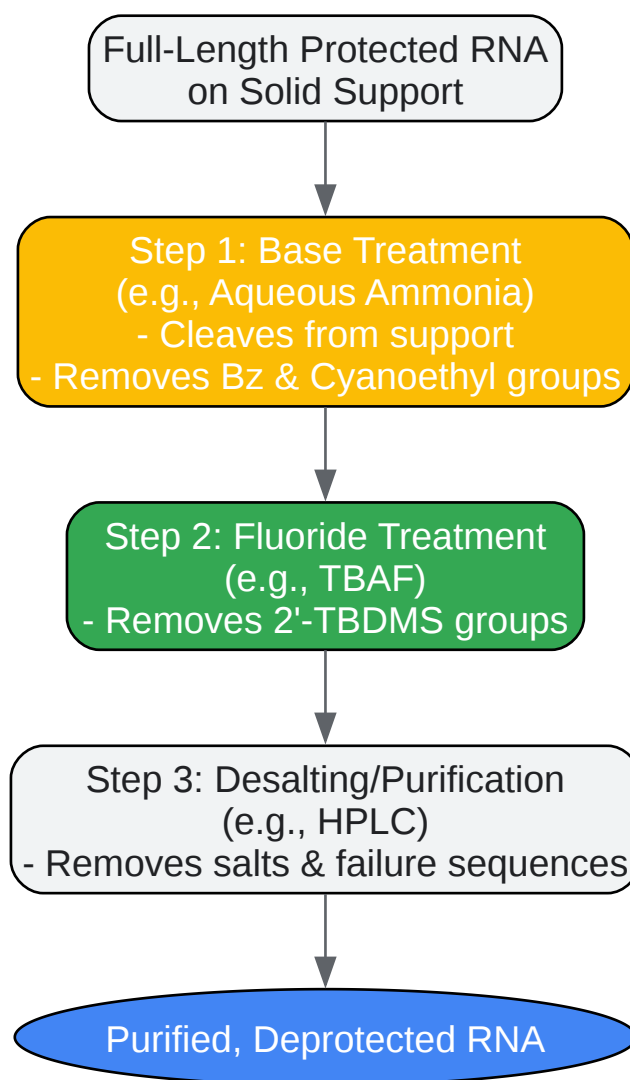 Full-Length Protected RNA
on Solid Support
Step 1: Base Treatment
(e.g., Aqueous Ammonia)
- Cleaves from support
- Removes Bz & Cyanoethyl groups
Step 2: Fluoride Treatment
(e.g., TBAF)
- Removes 2'-TBDMS groups
Step 3: Desalting/Purification
(e.g., HPLC)
- Removes salts & failure sequences
Purified, Deprotected RNA